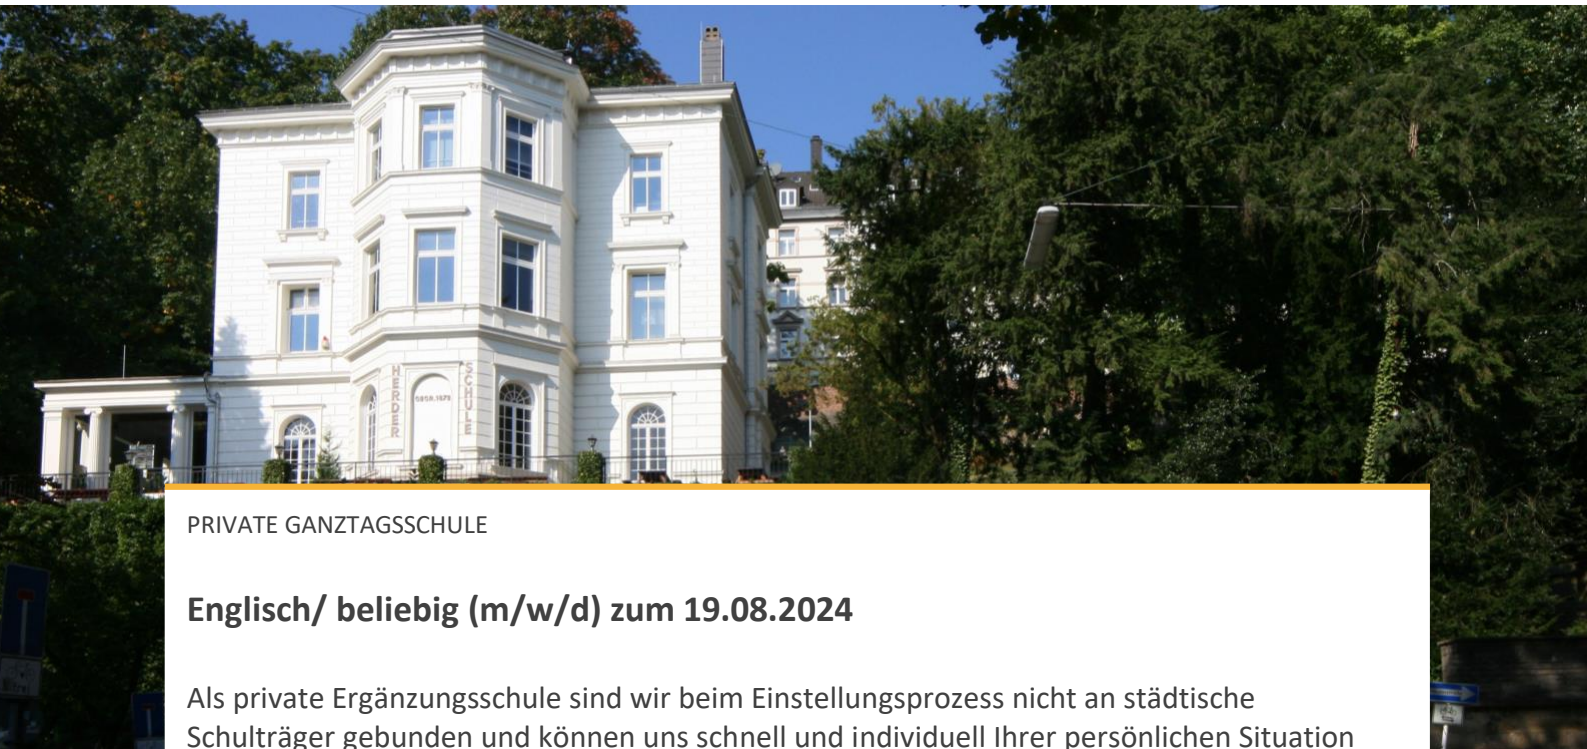 HERDER
SCHULE
PRIVATE GANZTAGSSCHULE
Englisch/ beliebig (m/w/d) zum 19.08.2024
Als private Ergänzungsschule sind wir beim Einstellungsprozess nicht an städtische
Schulträger gebunden und können uns schnell und individuell Ihrer persönlichen Situation